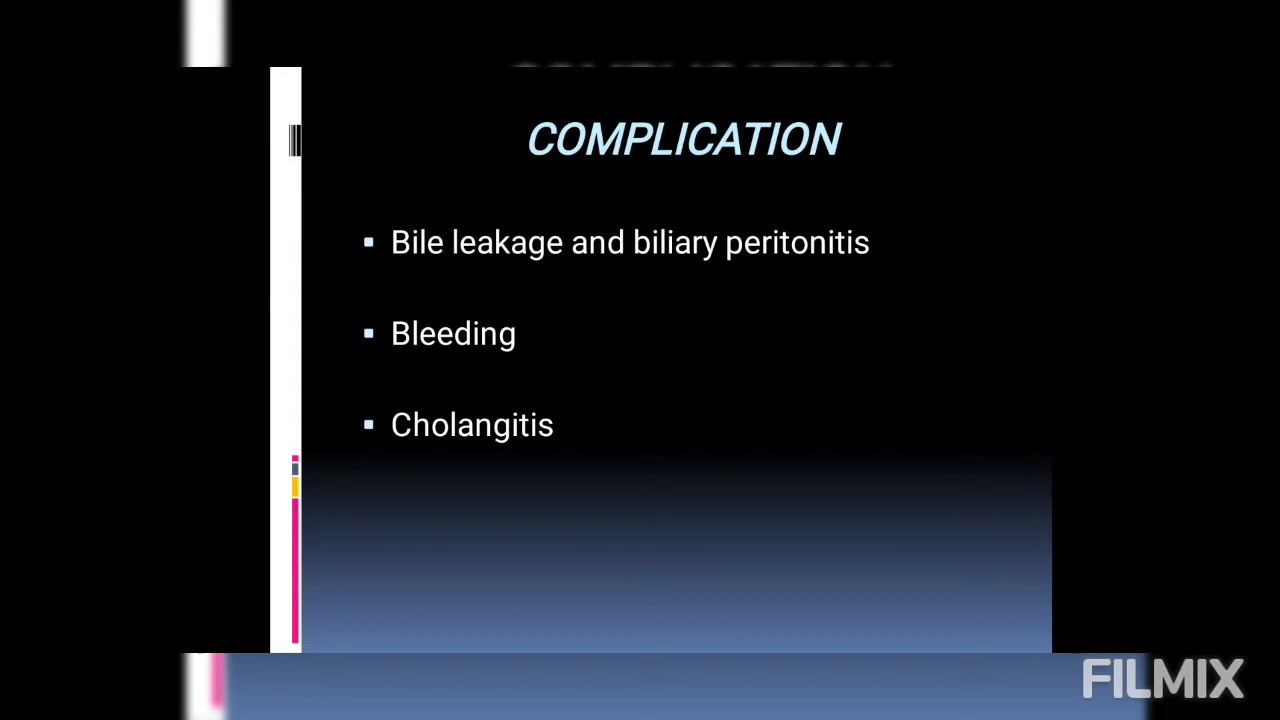 COMPLICATION
Bile leakage and biliary peritonitis
Bleeding
Cholangitis
FILMIX